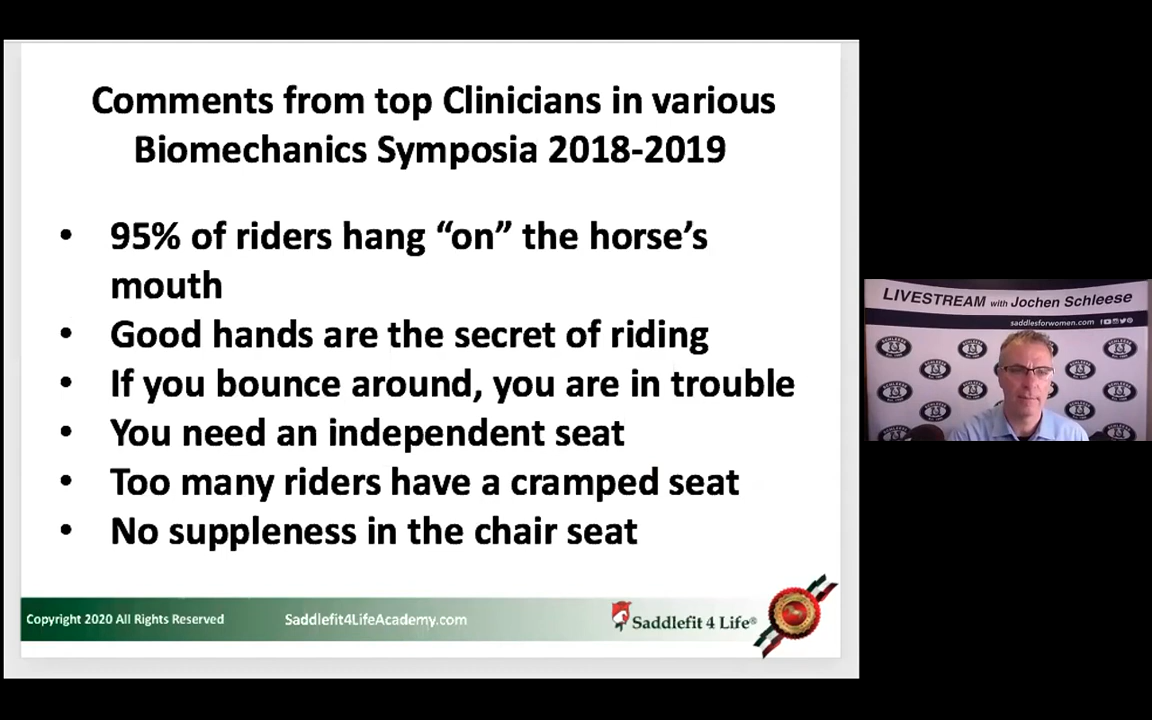 Comments from top Clinicians in various
Biomechanics Symposia 2018-2019
• 95% of riders hang “on” the horse’s
mouth
• Good hands are the secret of riding
• If you bounce around, you are in trouble
• You need an independent seat
• Too many riders have a cramped seat
• No suppleness in the chair seat
Copyright 2020 All Rights Reserved
SaddleFit4LifeAcademy.com
Saddlefit 4 Life®
LIVESTREAM with Jochen Schleese
saddlesforwomen.com
SCHLEESE